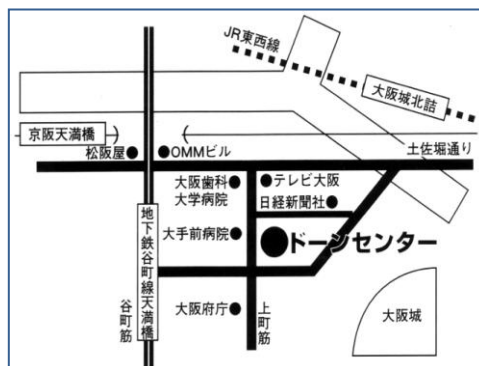 JR東西線
大阪城北詰
京阪天満橋
土佐堀通り
松阪屋
OMMビル
大阪歯科
大学病院
テレビ大阪
日経新聞社
大手前病院
ドーンセンター
地下鉄谷町線天満橋
谷町筋
大阪府庁
上町筋
大阪城